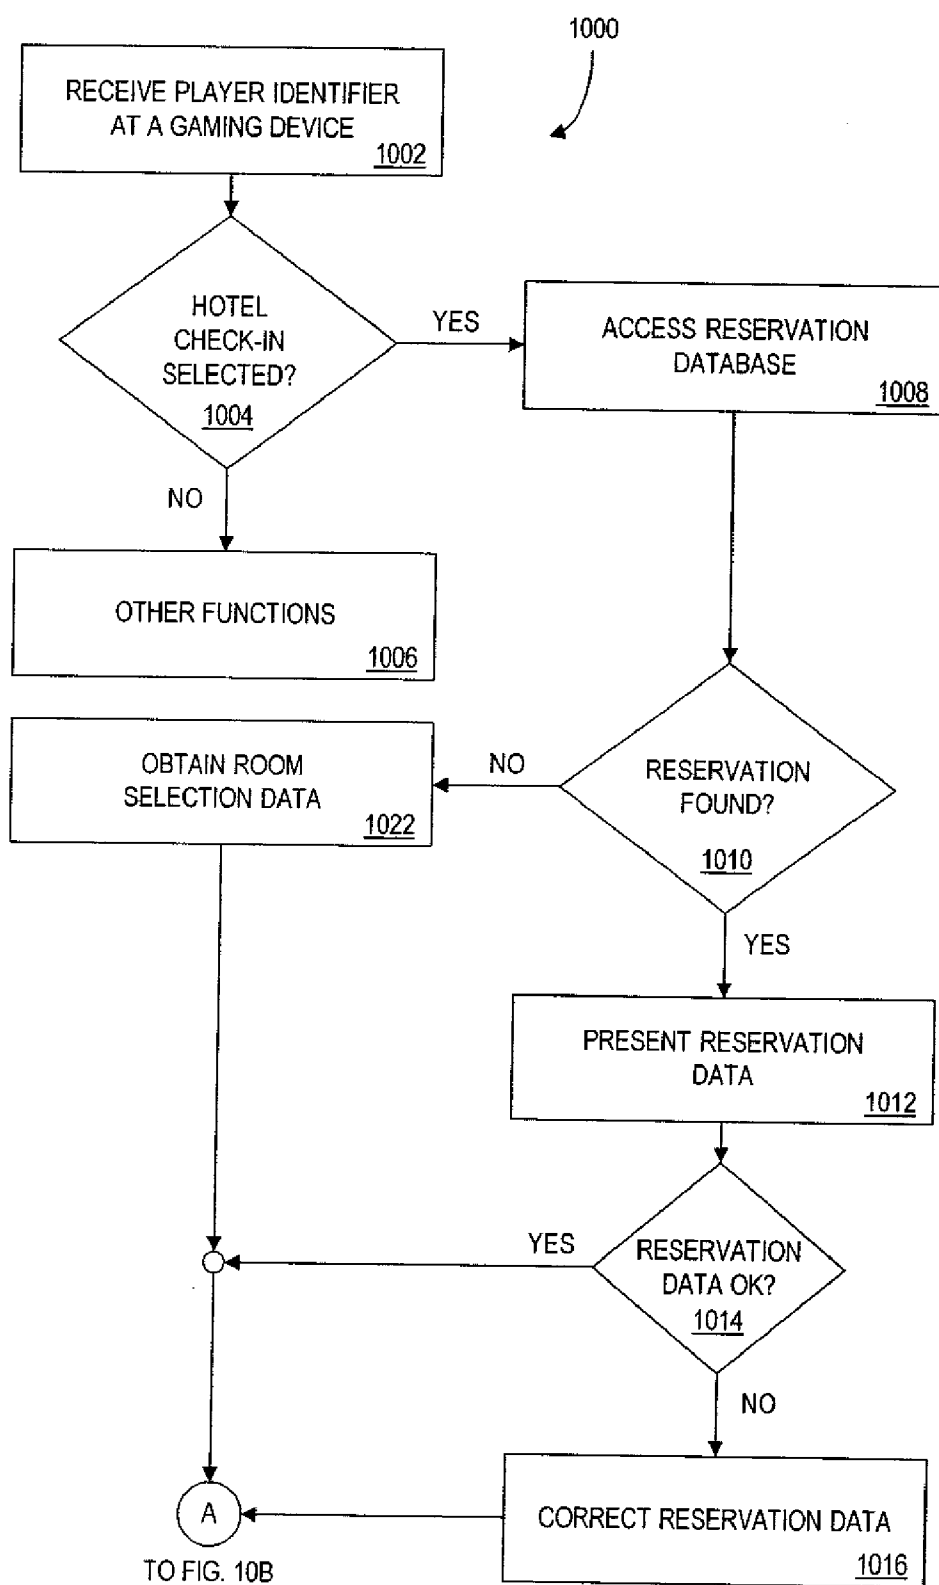 1000
RECEIVE PLAYER IDENTIFIER
AT A GAMING DEVICE
1002
HOTEL
CHECK-IN
SELECTED?
1004
YES
ACCESS RESERVATION
DATABASE
1008
NO
OTHER FUNCTIONS
1006
OBTAIN ROOM
SELECTION DATA
1022
NO
RESERVATION
FOUND?
1010
YES
PRESENT RESERVATION
DATA
1012
YES
RESERVATION
DATA OK?
1014
NO
A
TO FIG. 10B
CORRECT RESERVATION DATA
1016